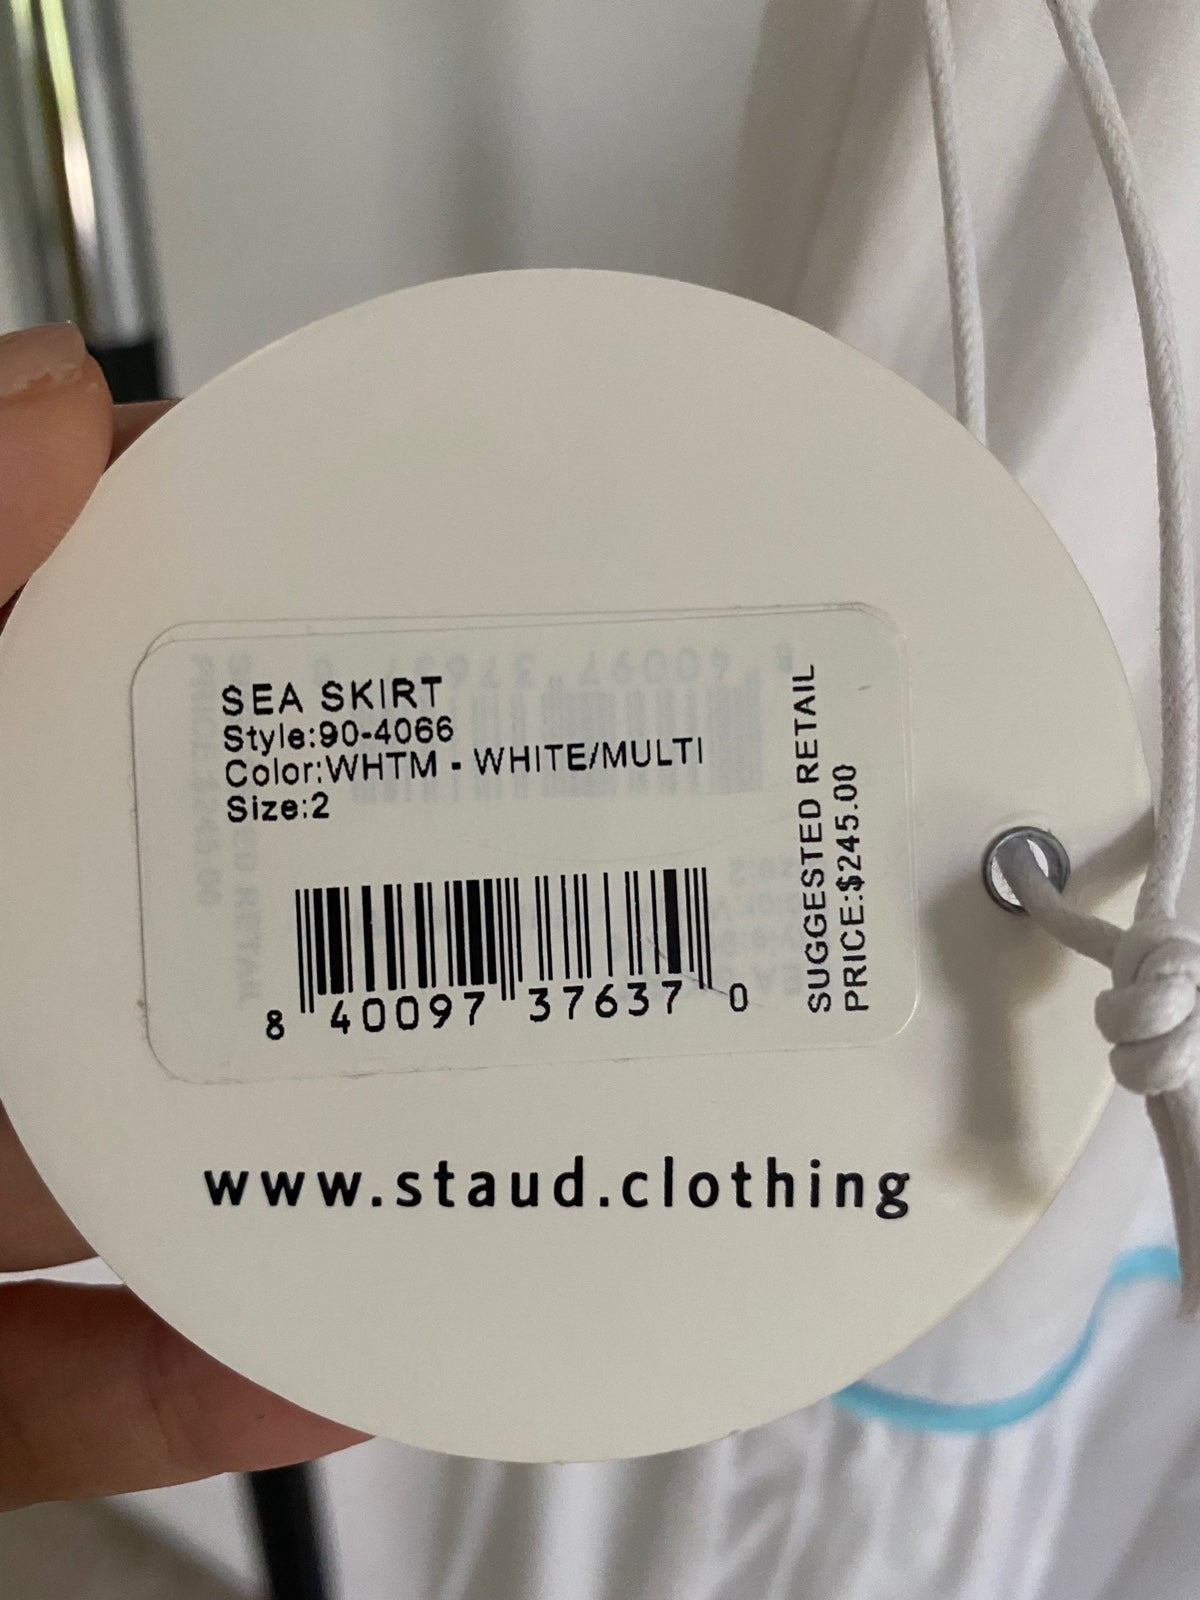 SEA SKIRT
Style:90-4066
Color:WHTM - WHITE/MULTI
Size:2
8 40097 37637 0
SUGGESTED RETAIL
PRICE:$245.00
www.staud.clothing